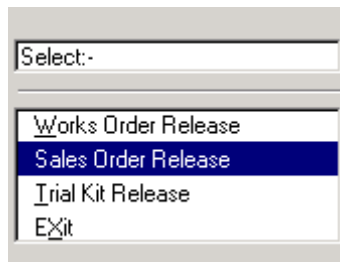 Select:-
Works Order Release
Sales Order Release
Trial Kit Release
EXit